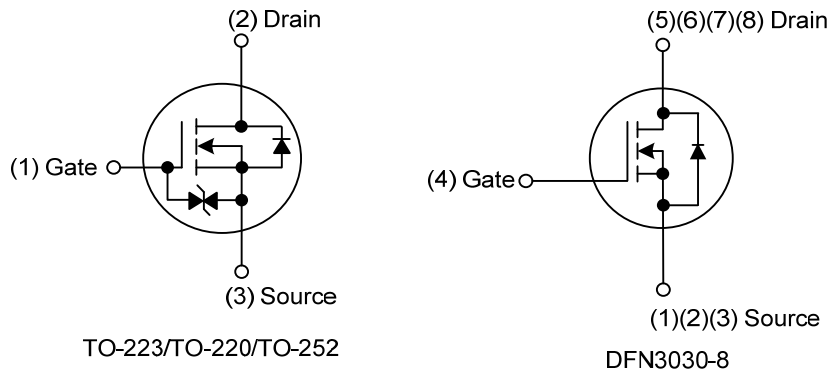 (2) Drain
(1) Gate
(3) Source
TO-223/TO-220/TO-252
(5)(6)(7)(8) Drain
(4) Gate
(1)(2)(3) Source
DFN3030-8